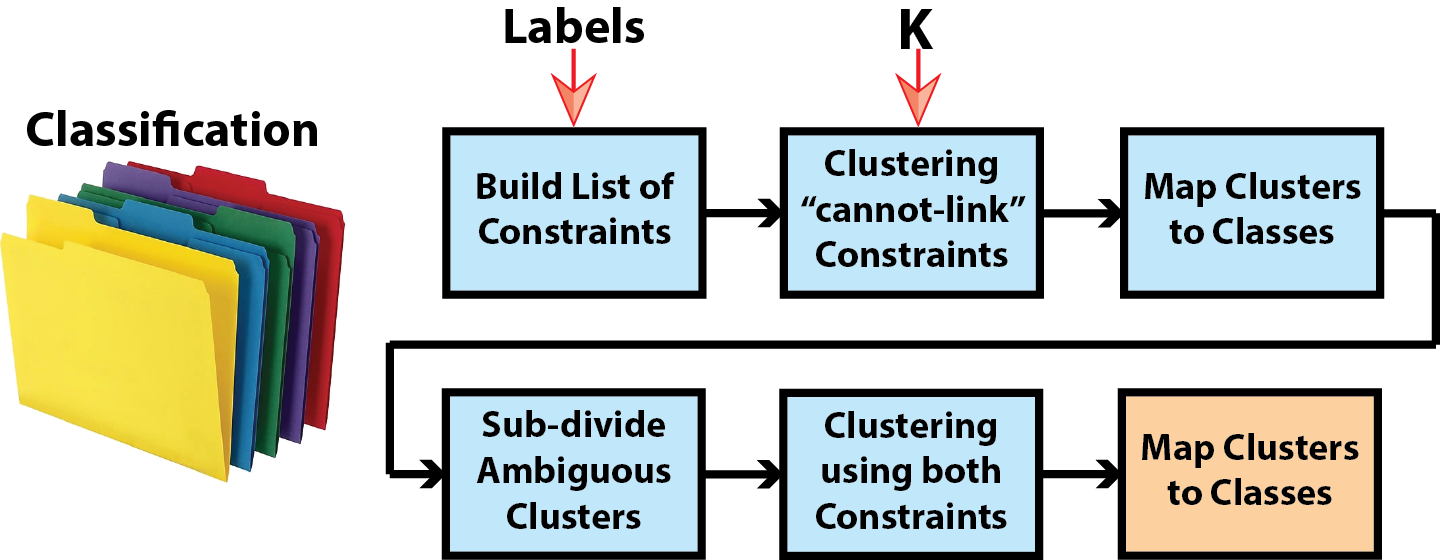 Labels
K
Classification
Build List of
Constraints
Clustering
“cannot-link”
Constraints
Map Clusters
to Classes
Sub-divide
Ambiguous
Clusters
Clustering
using both
Constraints
Map Clusters
to Classes